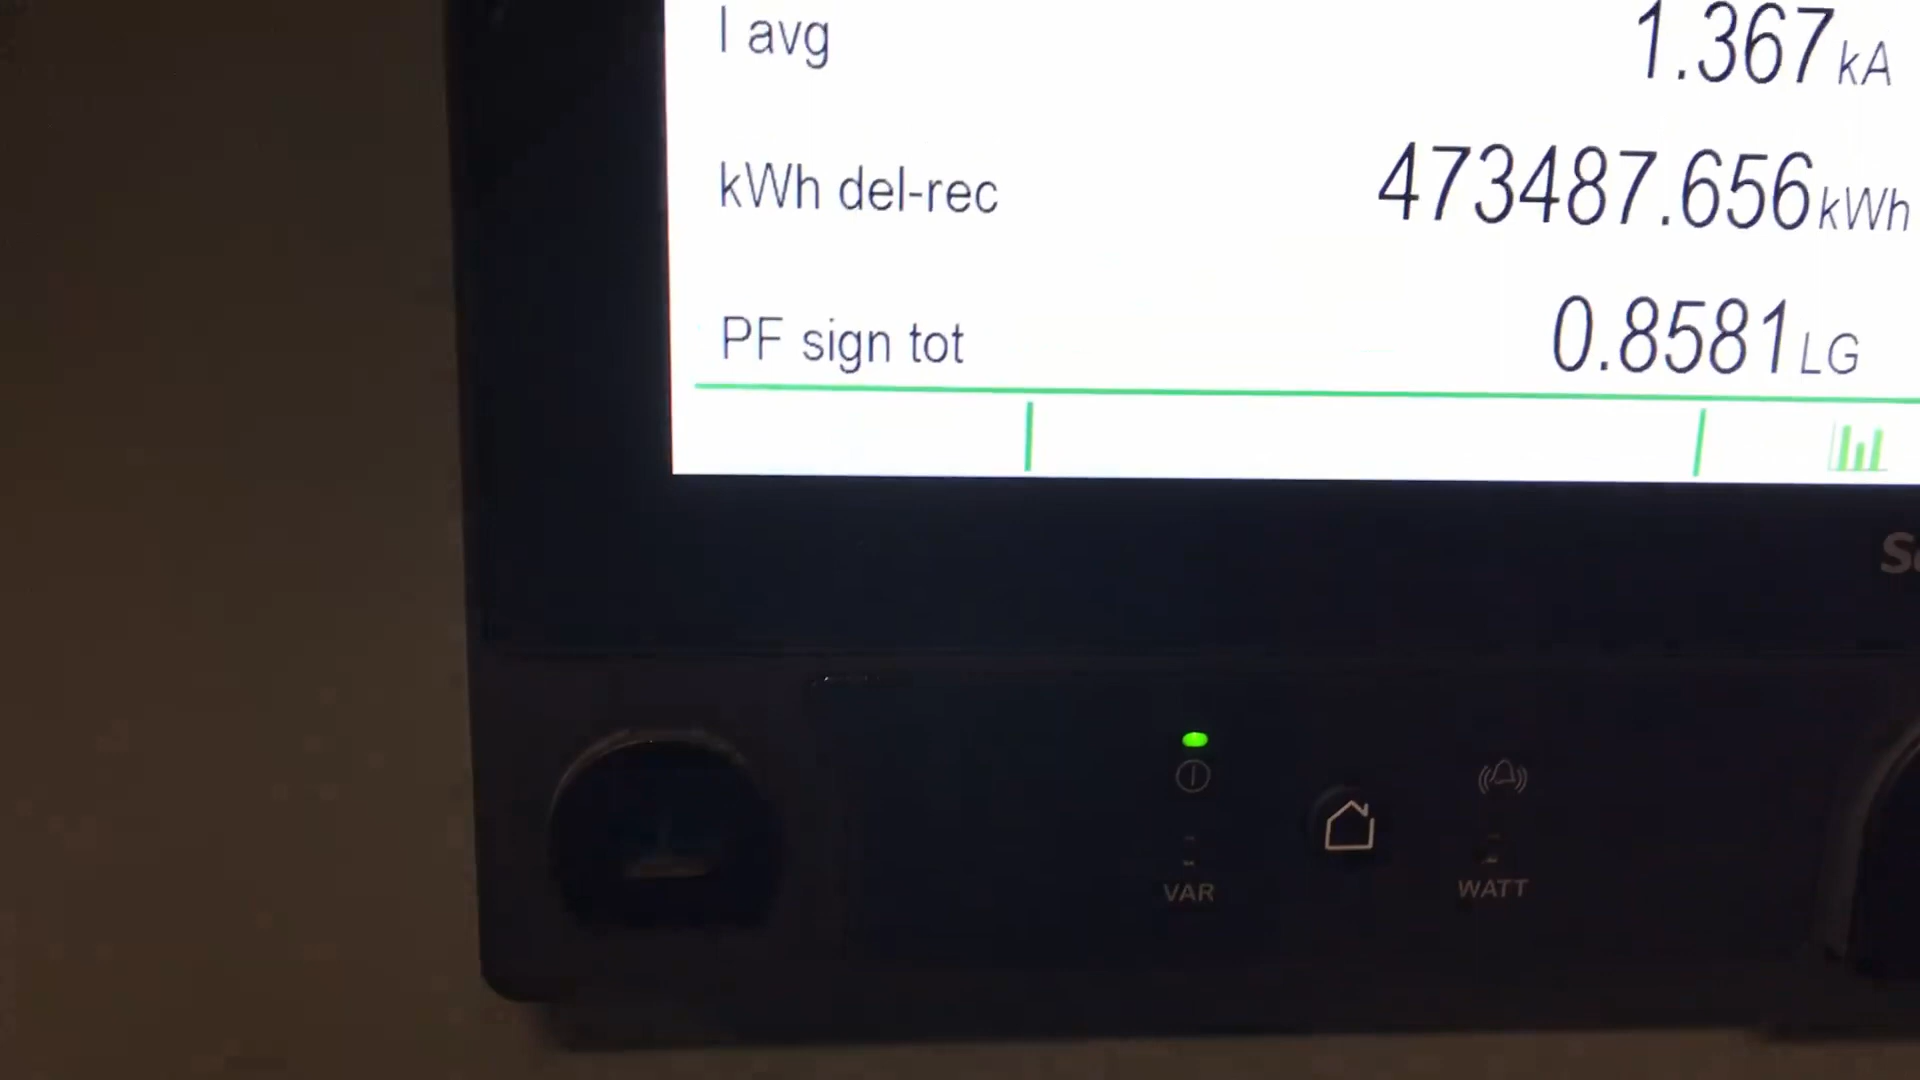 I avg 1.367 kA
kWh del-rec 473487.656 kWh
PF sign tot 0.8581 LG
VAR WATT